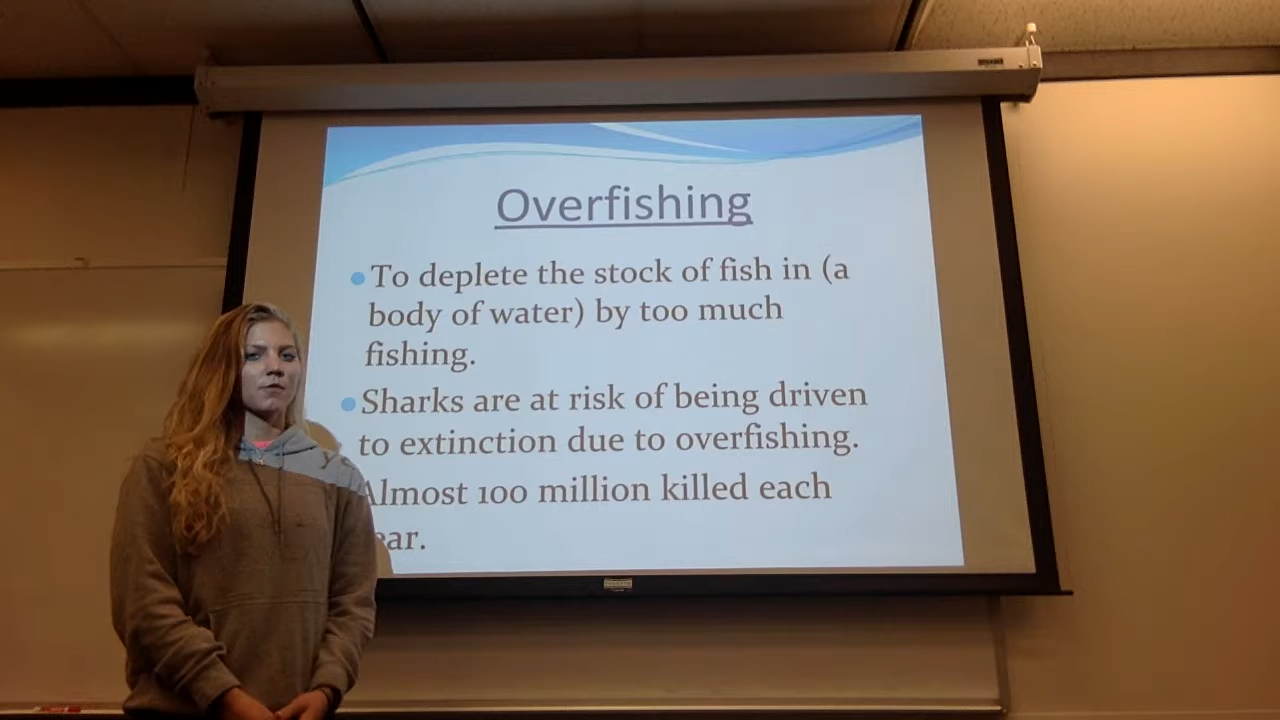 Overfishing
To deplete the stock of fish in (a
body of water) by too much
fishing.
Sharks are at risk of being driven
to extinction due to overfishing.
Almost 100 million killed each
ear.